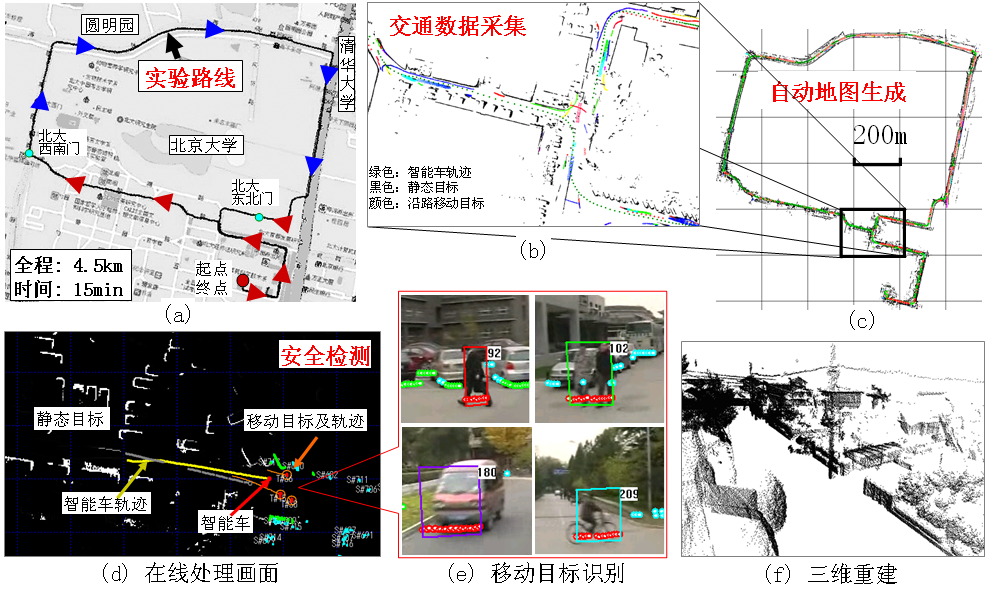 圆明园
实验路线
清华大学
北京大学
北大
西南门
北大
东北门
起点
终点
全程: 4.5km
时间: 15min
(a)
交通数据采集
绿色: 智能车轨迹
黑色: 静态目标
颜色: 沿路移动目标
(b)
自动地图生成
200m
(c)
安全检测
静态目标
移动目标及轨迹
智能车轨迹
智能车
(d) 在线处理画面
92
102
180
209
(e) 移动目标识别
(f) 三维重建